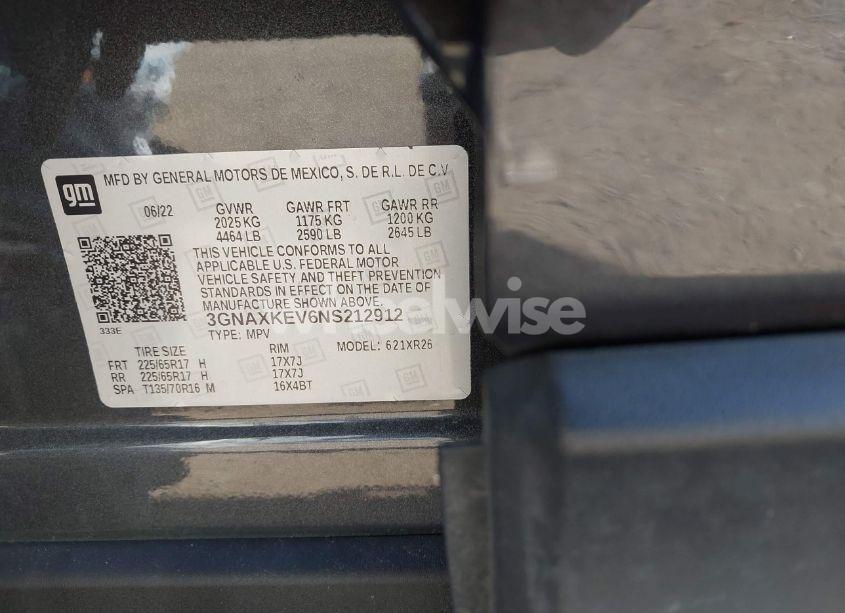 gm
MFD BY GENERAL MOTORS DE MEXICO, S. DE R.L. DE C.V.
06/22 GVWR GAWR FRT GAWR RR
2025 KG 1175 KG 1200 KG
4464 LB 2590 LB 2645 LB
THIS VEHICLE CONFORMS TO ALL
APPLICABLE U.S. FEDERAL MOTOR
VEHICLE SAFETY AND THEFT PREVENTION
STANDARDS IN EFFECT ON THE DATE OF
MANUFACTURE SHOWN ABOVE.
333E
3GNAXKEV6NS212912
TYPE: MPV
TIRE SIZE RIM MODEL: 621XR26
FRT 225/65R17 H 17X7J
RR 225/65R17 H 17X7J
SPA T135/70R16 M 16X4BT
wheelwise